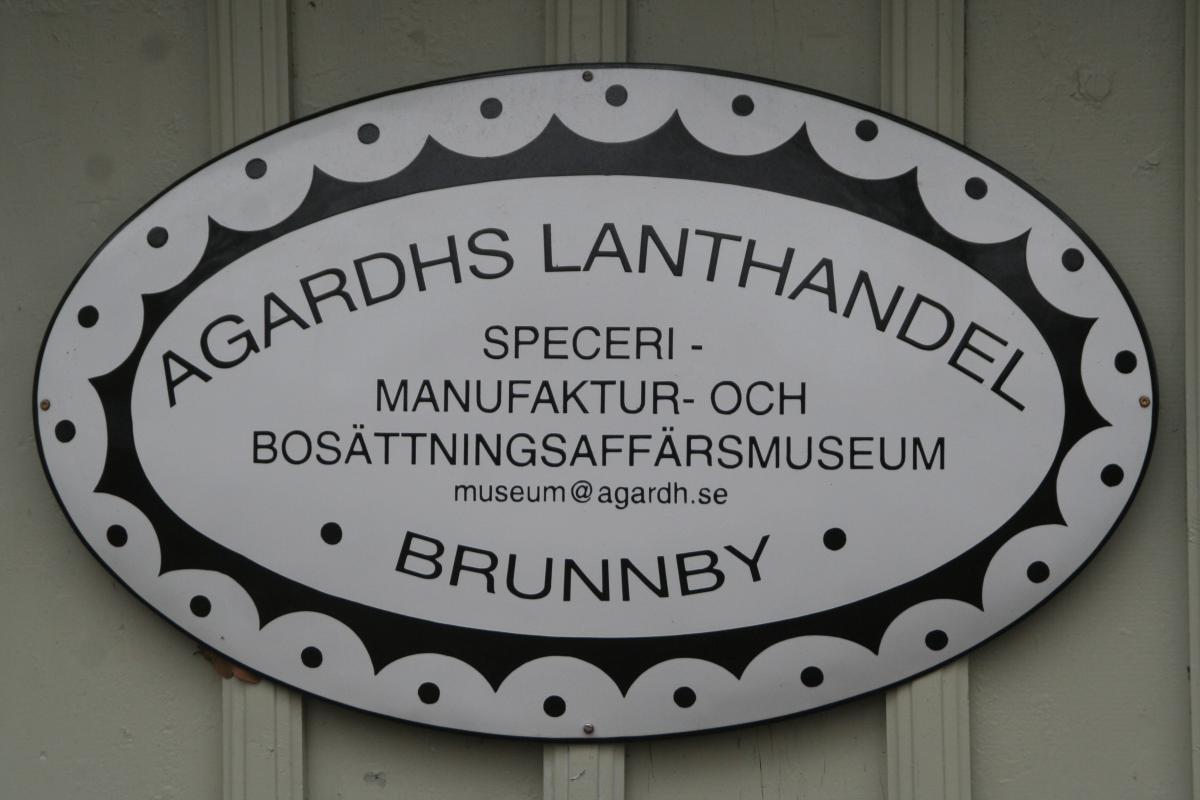 AGARDHS LANTHANDEL
SPECERI -
MANUFAKTUR- OCH
BOSÄTTNINGSAFFÄRSMUSEUM
museum@agardh.se
• BRUNNBY •